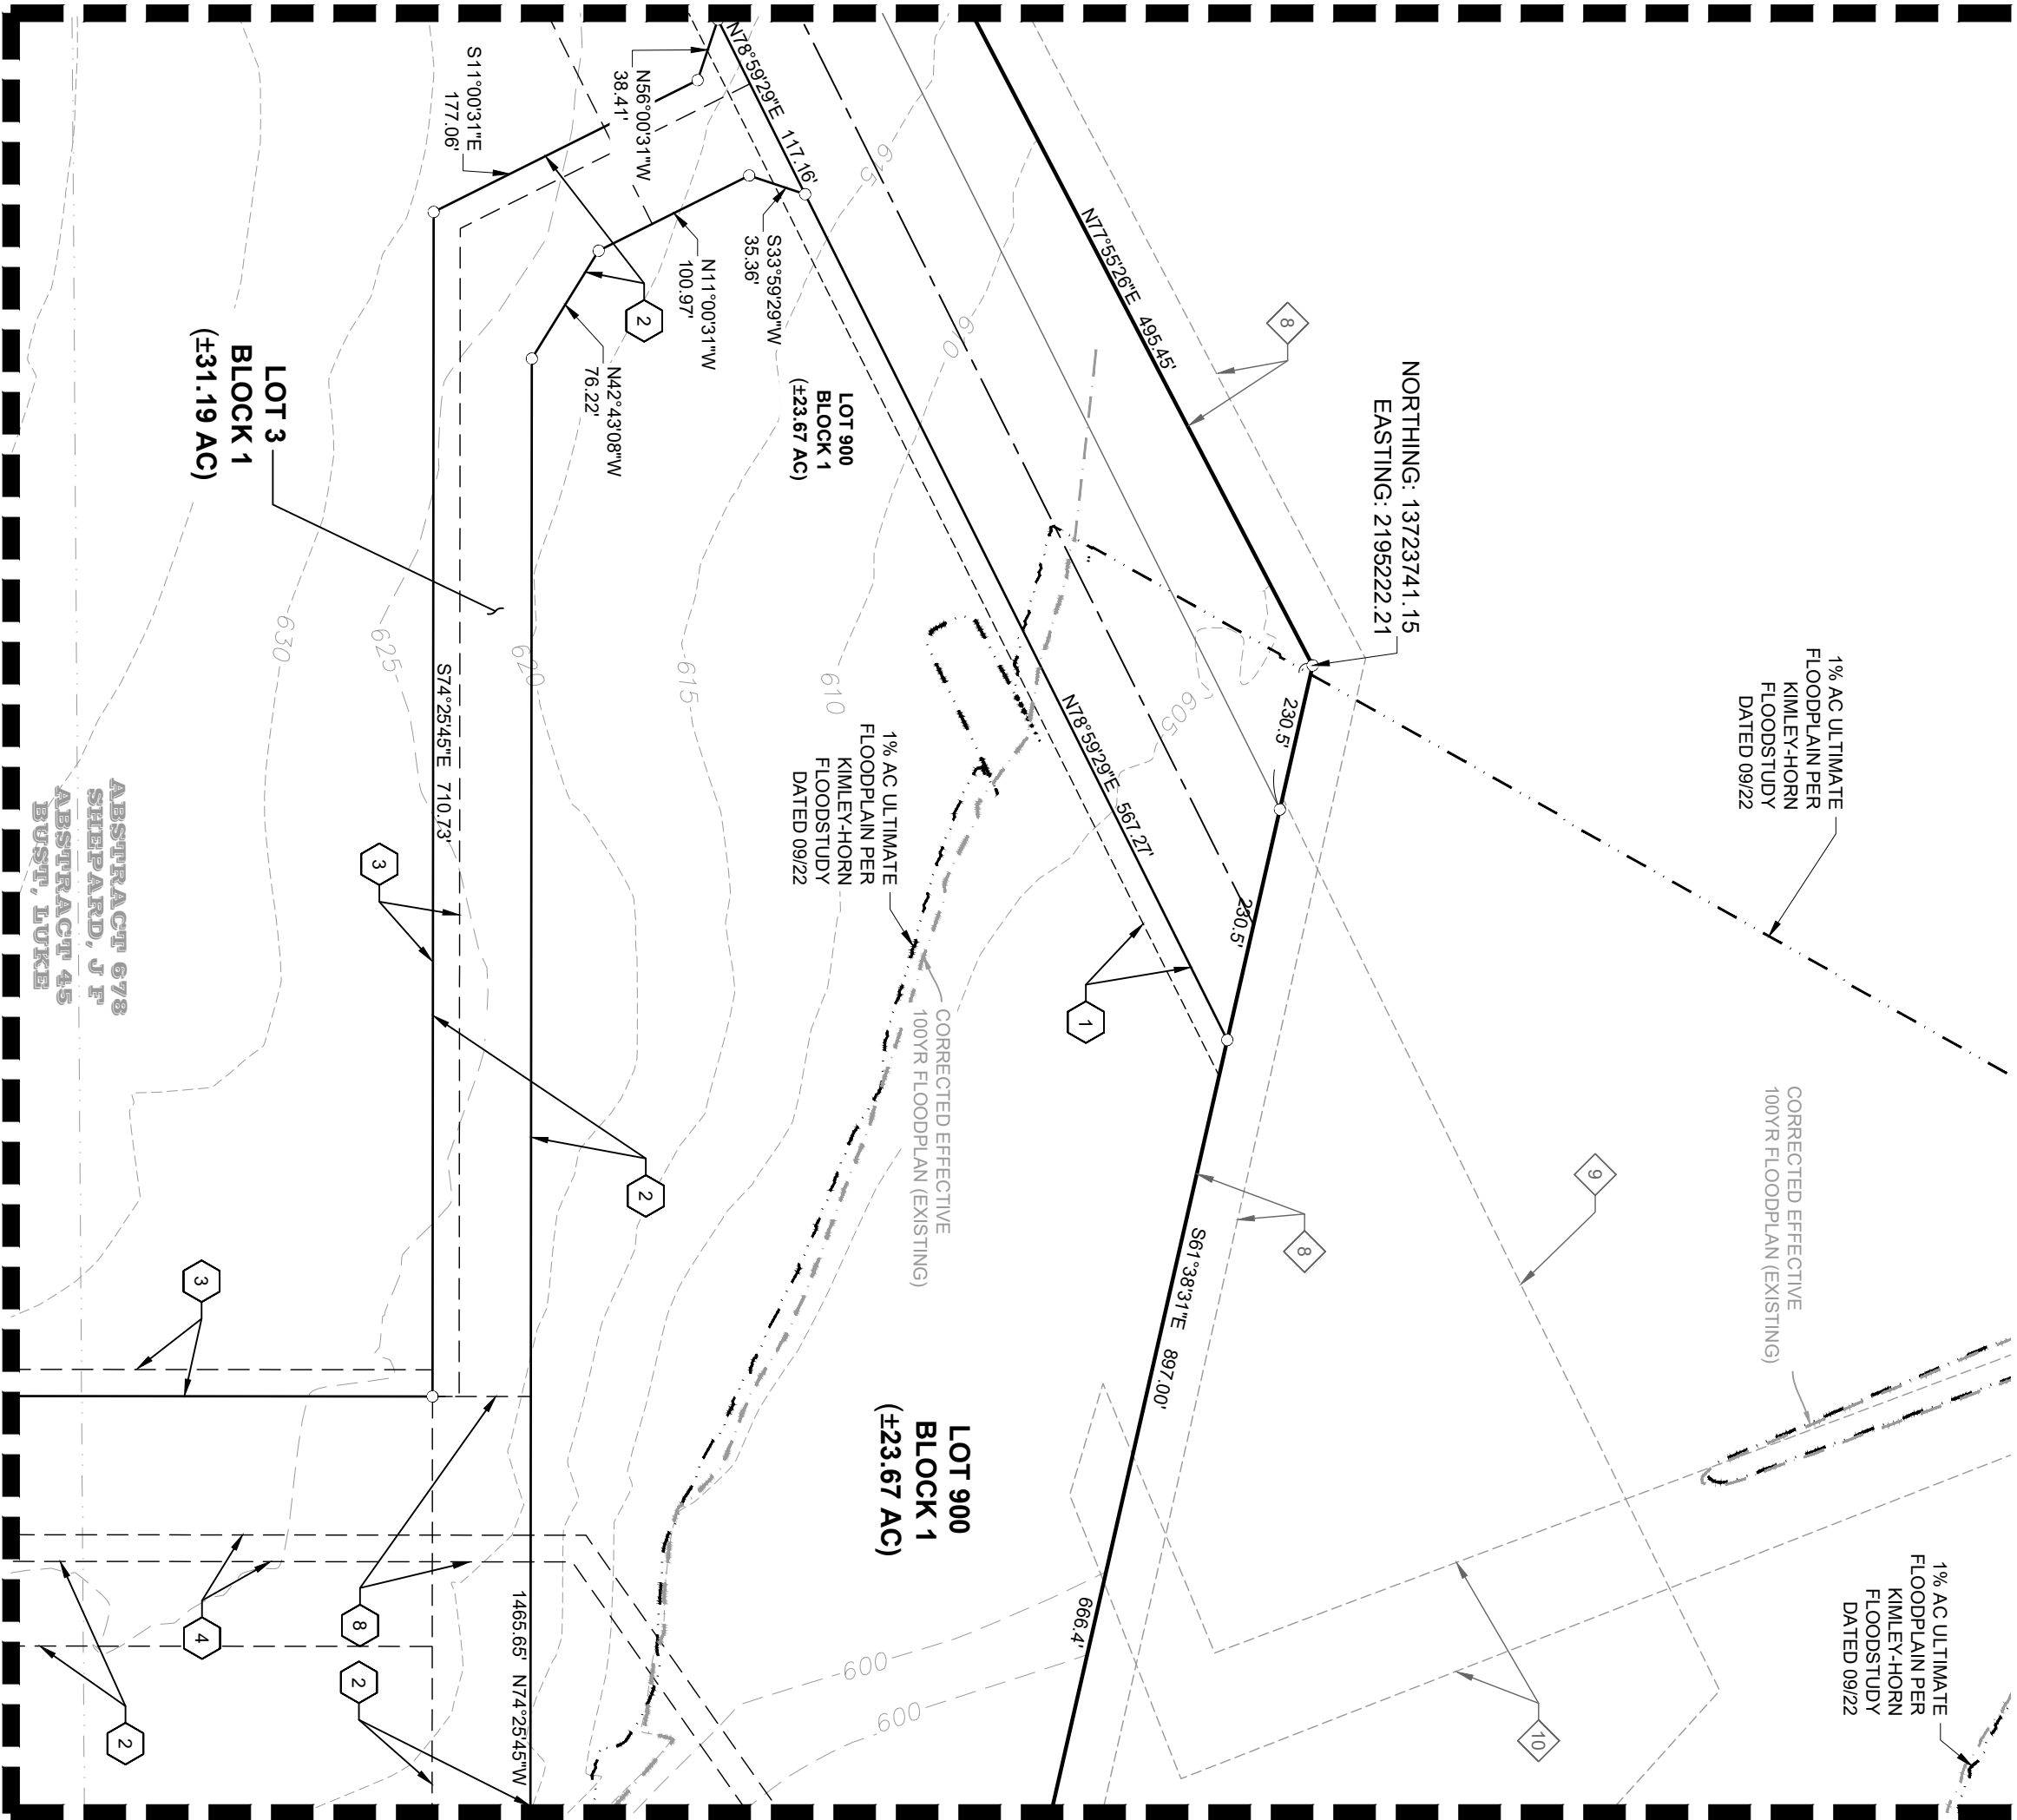 1% AC ULTIMATE
FLOODPLAIN PER
KIMLEY-HORN
FLOODSTUDY
DATED 09/22
1% AC ULTIMATE
FLOODPLAIN PER
KIMLEY-HORN
FLOODSTUDY
DATED 09/22
CORRECTED EFFECTIVE
100YR FLOODPLAN (EXISTING)
9
10
NORTHING: 13723741.15
EASTING: 2195222.21
8
N77°55'26"E 495.45'
230.5'
230.5'
8
S61°38'31"E 897.00'
666.4'
605
N78°59'29"E 567.27'
1
615
610
N78°59'29"E 117.16'
CORRECTED EFFECTIVE
100YR FLOODPLAN (EXISTING)
LOT 900
BLOCK 1
(±23.67 AC)
1% AC ULTIMATE
FLOODPLAIN PER
KIMLEY-HORN
FLOODSTUDY
DATED 09/22
600
600
LOT 900
BLOCK 1
(±23.67 AC)
610
615
620
625
630
S33°59'29"W
35.36'
N11°00'31"W
100.97'
N56°00'31"W
38.41'
2
N42°43'08"W
76.22'
S11°00'31"E
177.06'
2
1465.65' N74°25'45"W
S74°25'45"E 710.73'
3
8
2
LOT 3
BLOCK 1
(±31.19 AC)
3
4
2
ABSTRACT 678
SHEPARD, J F
ABSTRACT 45
BUST, LUKE